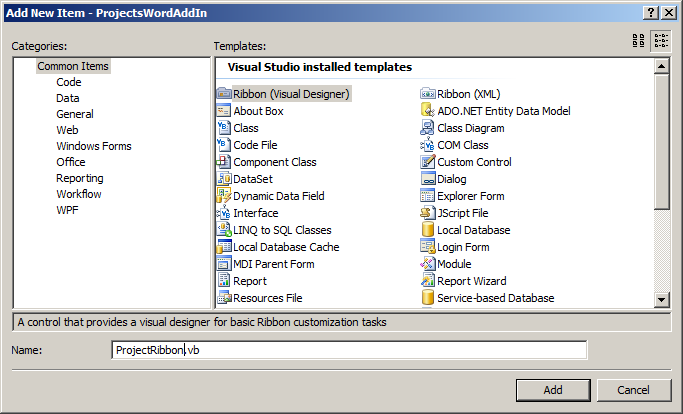 Add New Item - ProjectsWordAddIn
Categories:
Templates:
Common Items
Code
Data
General
Web
Windows Forms
Office
Reporting
Workflow
WPF
Visual Studio installed templates
Ribbon (Visual Designer)
Ribbon (XML)
About Box
ADO.NET Entity Data Model
Class
Class Diagram
Code File
COM Class
Component Class
Custom Control
DataSet
Dialog
Dynamic Data Field
Explorer Form
Interface
JScript File
LINQ to SQL Classes
Local Database
Local Database Cache
Login Form
MDI Parent Form
Module
Report
Report Wizard
Resources File
Service-based Database
A control that provides a visual designer for basic Ribbon customization tasks
Name:
ProjectRibbon.vb
Add
Cancel